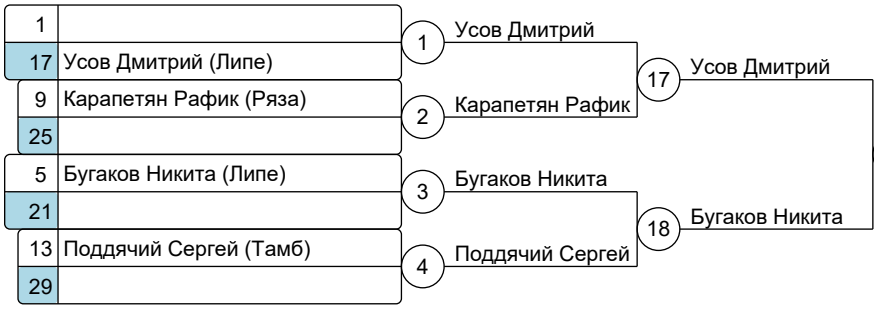 1
17 Усов Дмитрий (Липе)
9 Карапетян Рафик (Ряза)
25
5 Бугаков Никита (Липе)
21
13 Поддячий Сергей (Тамб)
29
1
2
3
4
Усов Дмитрий
Карапетян Рафик
Бугаков Никита
Поддячий Сергей
17
18
Усов Дмитрий
Бугаков Никита